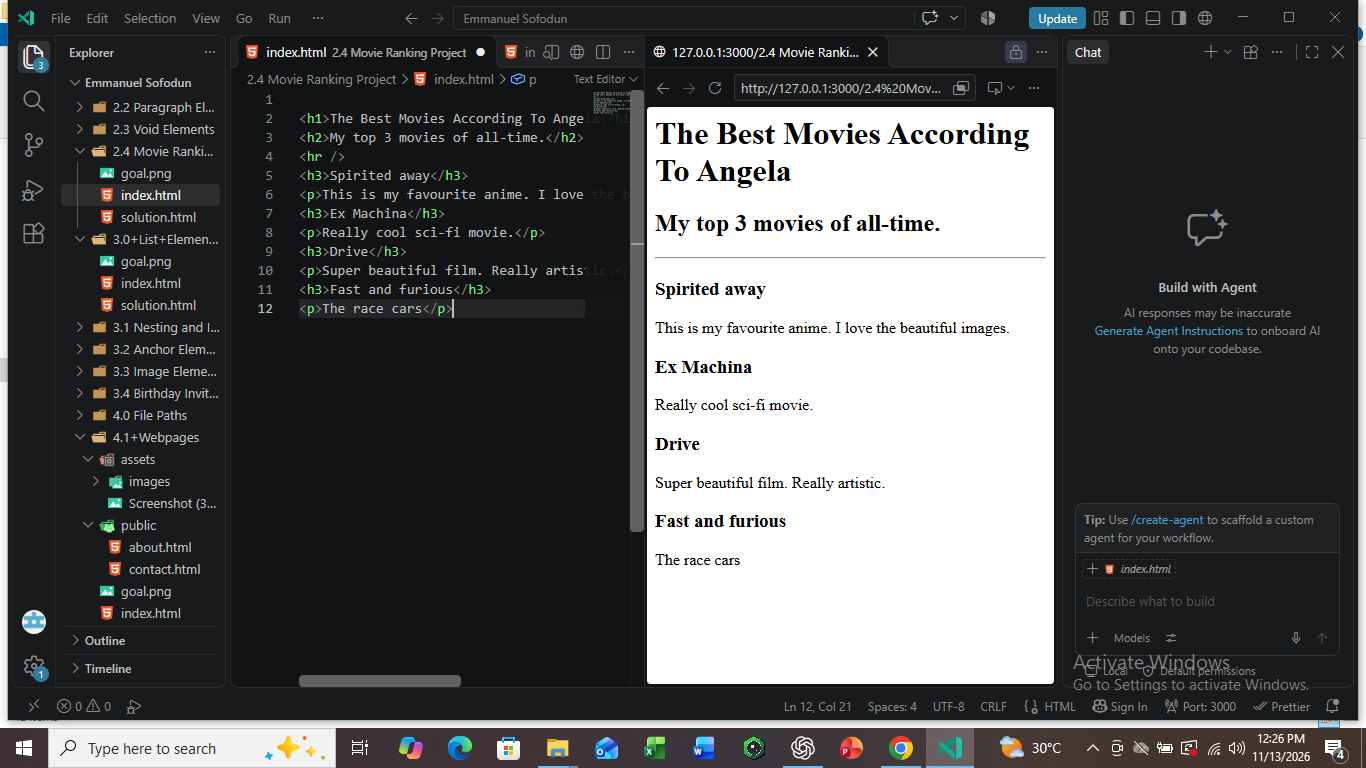 File Edit Selection View Go Run ··· Emmanuel Sofodun Update
Explorer ···
Emmanuel Sofodun
2.2 Paragraph El...
2.3 Void Elements
2.4 Movie Ranki...
goal.png
index.html
solution.html
3.0+List+Elemen...
goal.png
index.html
solution.html
3.1 Nesting and I...
3.2 Anchor Elem...
3.3 Image Eleme...
3.4 Birthday Invit...
4.0 File Paths
4.1+Webpages
assets
images
Screenshot (3...
public
about.html
contact.html
goal.png
index.html
Outline
Timeline
3
1
index.html 2.4 Movie Ranking Project
in
2.4 Movie Ranking Project > index.html > p Text Editor
1
2 <h1>The Best Movies According To Angela</h1
3 <h2>My top 3 movies of all-time.</h2>
4 <hr />
5 <h3>Spirited away</h3>
6 <p>This is my favourite anime. I love the b
7 <h3>Ex Machina</h3>
8 <p>Really cool sci-fi movie.</p>
9 <h3>Drive</h3>
10 <p>Super beautiful film. Really artistic.</
11 <h3>Fast and furious</h3>
12 <p>The race cars</p>
127.0.0.1:3000/2.4 Movie Ranki...
http://127.0.0.1:3000/2.4%20Mov...
The Best Movies According
To Angela
My top 3 movies of all-time.
Spirited away
This is my favourite anime. I love the beautiful images.
Ex Machina
Really cool sci-fi movie.
Drive
Super beautiful film. Really artistic.
Fast and furious
The race cars
Chat
Build with Agent
AI responses may be inaccurate
Generate Agent Instructions to onboard AI
onto your codebase.
Tip: Use /create-agent to scaffold a custom
agent for your workflow.
index.html
Describe what to build
Models
Local Default permissions
Activate Windows
Go to Settings to activate Windows.
0 0 Ln 12, Col 21 Spaces: 4 UTF-8 CRLF {} HTML Sign In Port: 3000 Prettier
Type here to search
30°C
12:26 PM
11/13/2026
4